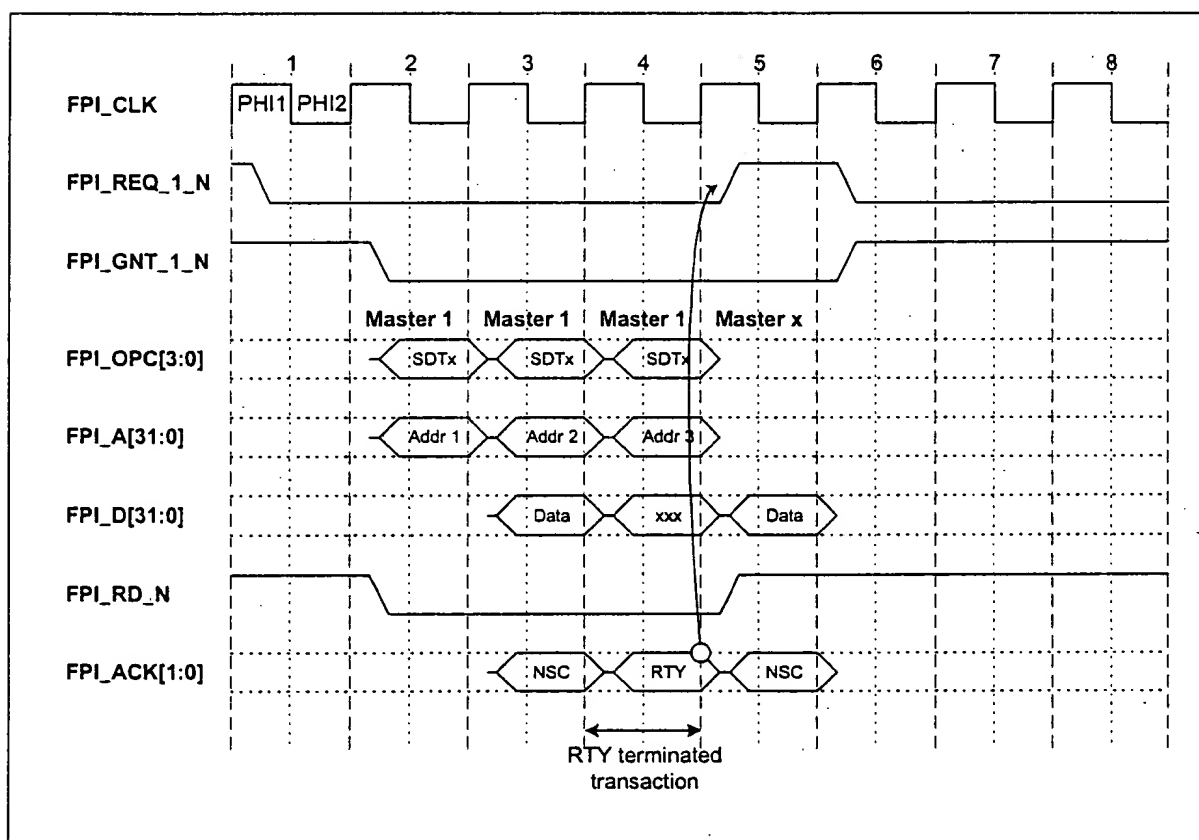 1 2 3 4 5 6 7 8
FPI_CLK PHI1 PHI2
FPI_REQ_1_N
FPI_GNT_1_N
Master 1 Master 1 Master 1 Master x
FPI_OPC[3:0] SDTx SDTx SDTx
FPI_A[31:0] Addr 1 Addr 2 Addr 3
FPI_D[31:0] Data xxx Data
FPI_RD_N
FPI_ACK[1:0] NSC RTY NSC
RTY terminated
transaction